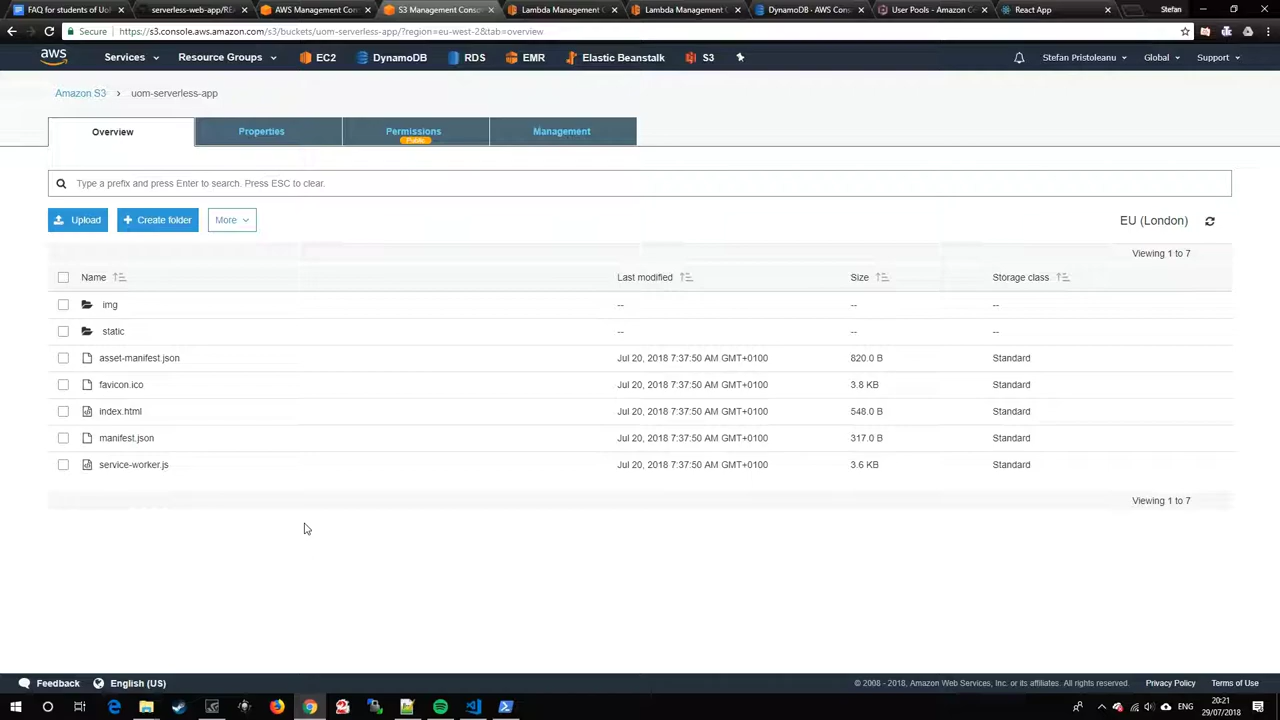 FAQ for students of UoM
serverless-web-app/RE
AWS Management Con
S3 Management Conso
Lambda Management C
Lambda Management C
DynamoDB - AWS Cons
User Pools - Amazon Ce
React App
Stefan
Secure
https://s3.console.aws.amazon.com/s3/buckets/uom-serverless-app/?region=eu-west-2&tab=overview
aws
Services
Resource Groups
EC2
DynamoDB
RDS
EMR
Elastic Beanstalk
S3
Stefan Pristoleanu
Global
Support
Amazon S3 > uom-serverless-app
Overview
Properties
Permissions
Public
Management
Type a prefix and press Enter to search. Press ESC to clear.
Upload
+ Create folder
More
EU (London)
Viewing 1 to 7
Name
Last modified
Size
Storage class
img -- -- --
static -- -- --
asset-manifest.json Jul 20, 2018 7:37:50 AM GMT+0100 820.0 B Standard
favicon.ico Jul 20, 2018 7:37:50 AM GMT+0100 3.8 KB Standard
index.html Jul 20, 2018 7:37:50 AM GMT+0100 548.0 B Standard
manifest.json Jul 20, 2018 7:37:50 AM GMT+0100 317.0 B Standard
service-worker.js Jul 20, 2018 7:37:50 AM GMT+0100 3.6 KB Standard
Viewing 1 to 7
Feedback
English (US)
© 2008 - 2018, Amazon Web Services, Inc. or its affiliates. All rights reserved.
Privacy Policy
Terms of Use
20:21
29/07/2018